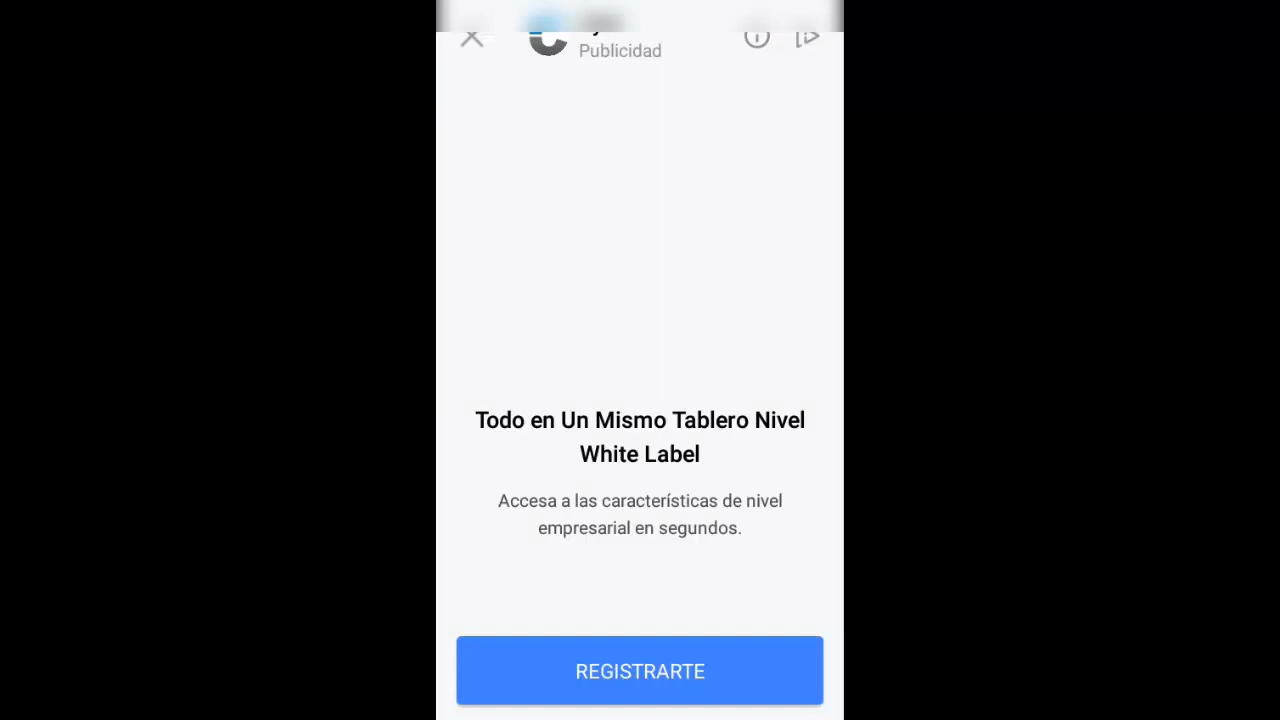 Publicidad
Todo en Un Mismo Tablero Nivel
White Label
Accesa a las características de nivel
empresarial en segundos.
REGISTRARTE